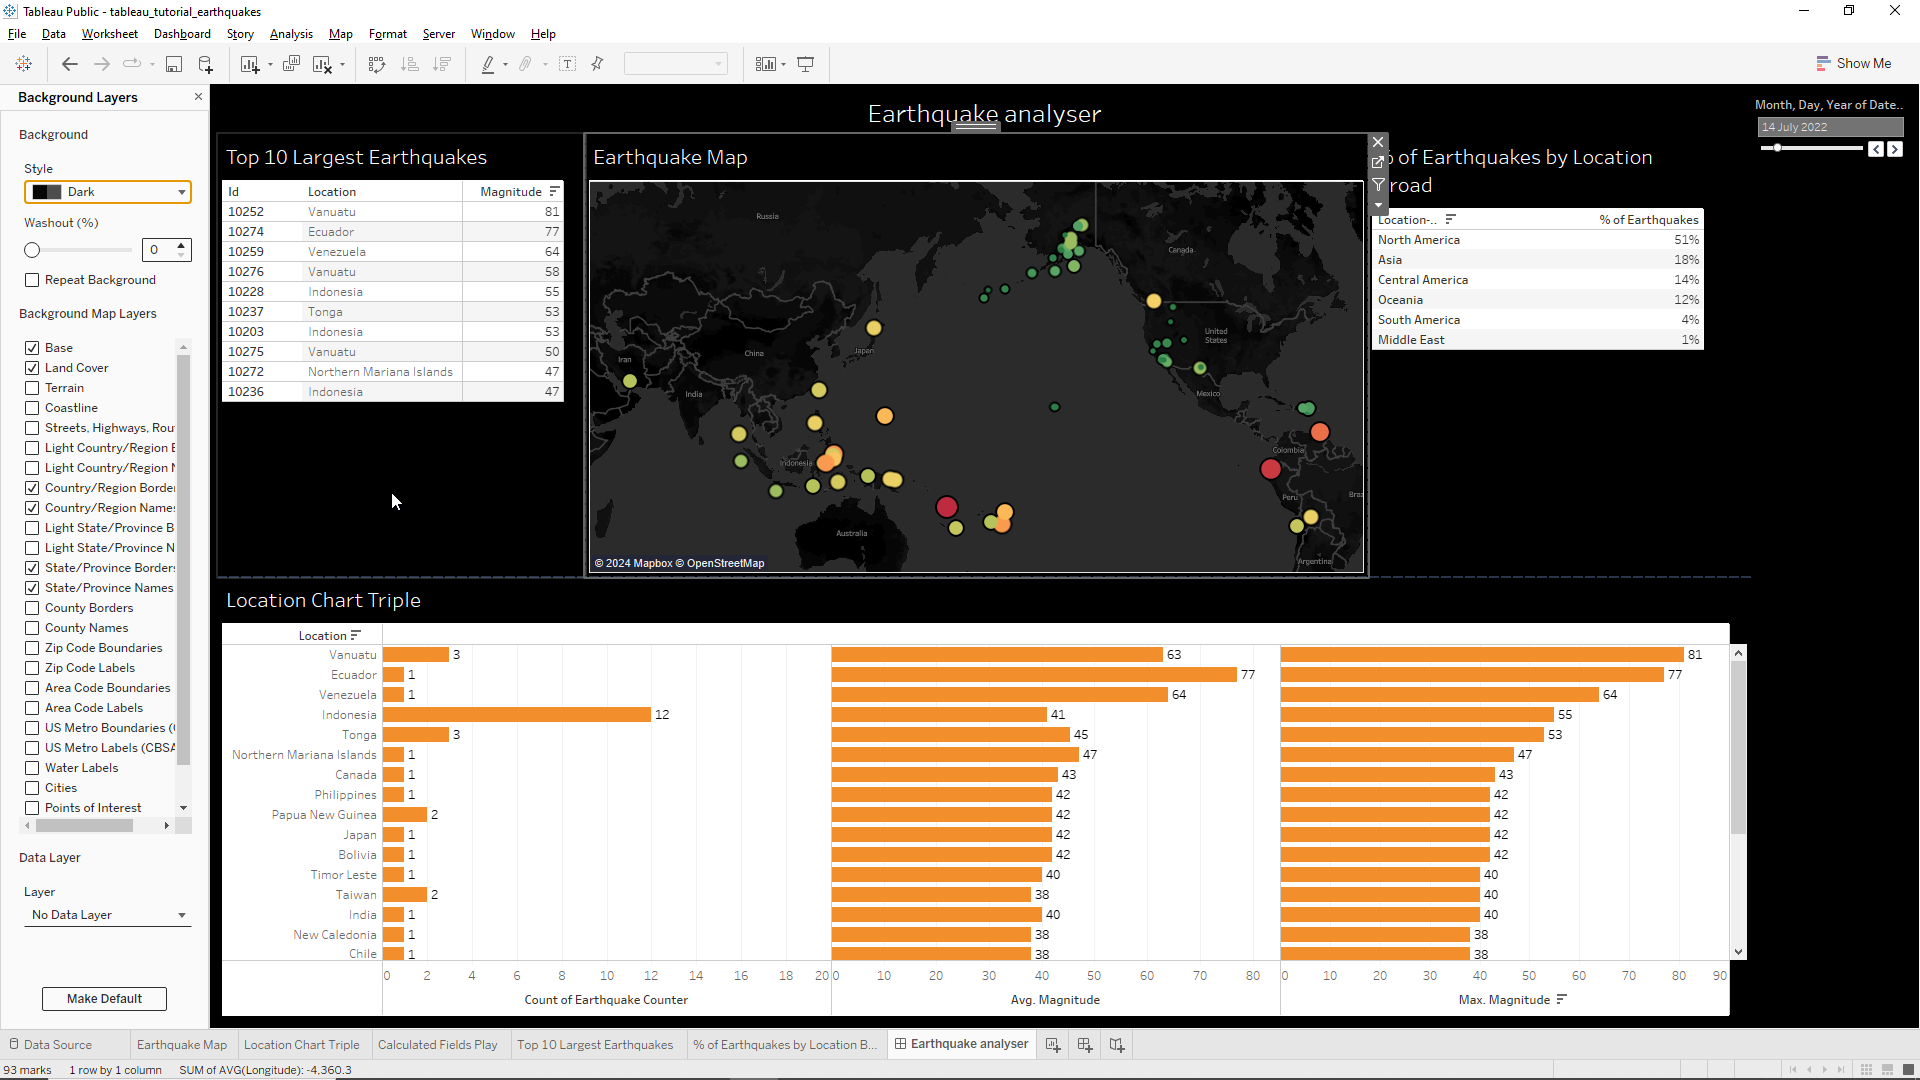 Tableau Public - tableau_tutorial_earthquakes
File Data Worksheet Dashboard Story Analysis Map Format Server Window Help
Show Me
Background Layers
Background
Style
Dark
Washout (%)
0
Repeat Background
Background Map Layers
Base
Land Cover
Terrain
Coastline
Streets, Highways, Rou
Light Country/Region B
Light Country/Region N
Country/Region Border
Country/Region Name
Light State/Province B
Light State/Province N
State/Province Border
State/Province Names
County Borders
County Names
Zip Code Boundaries
Zip Code Labels
Area Code Boundaries
Area Code Labels
US Metro Boundaries (
US Metro Labels (CBSA
Water Labels
Cities
Points of Interest
Data Layer
Layer
No Data Layer
Make Default
Earthquake analyser
Month, Day, Year of Date..
14 July 2022
Top 10 Largest Earthquakes
Id Location Magnitude
10252 Vanuatu 81
10274 Ecuador 77
10259 Venezuela 64
10276 Vanuatu 58
10228 Indonesia 55
10237 Tonga 53
10203 Indonesia 53
10275 Vanuatu 50
10272 Northern Mariana Islands 47
10236 Indonesia 47
Earthquake Map
Russia
Canada
United
States
Japan
China
Iran
India
Mexico
Indonesia
Colombia
Peru
Braz
Australia
Argentina
© 2024 Mapbox © OpenStreetMap
of Earthquakes by Location
road
Location-.. % of Earthquakes
North America 51%
Asia 18%
Central America 14%
Oceania 12%
South America 4%
Middle East 1%
Location Chart Triple
Location
Vanuatu 3 63 81
Ecuador 1 77 77
Venezuela 1 64 64
Indonesia 12 41 55
Tonga 3 45 53
Northern Mariana Islands 1 47 47
Canada 1 43 43
Philippines 1 42 42
Papua New Guinea 2 42 42
Japan 1 42 42
Bolivia 1 42 42
Timor Leste 1 40 40
Taiwan 2 38 40
India 1 40 40
New Caledonia 1 38 38
Chile 1 38 38
0 2 4 6 8 10 12 14 16 18 20 0 10 20 30 40 50 60 70 80 0 10 20 30 40 50 60 70 80 90
Count of Earthquake Counter Avg. Magnitude Max. Magnitude
Data Source Earthquake Map Location Chart Triple Calculated Fields Play Top 10 Largest Earthquakes % of Earthquakes by Location B... Earthquake analyser
93 marks 1 row by 1 column SUM of AVG(Longitude): -4,360.3